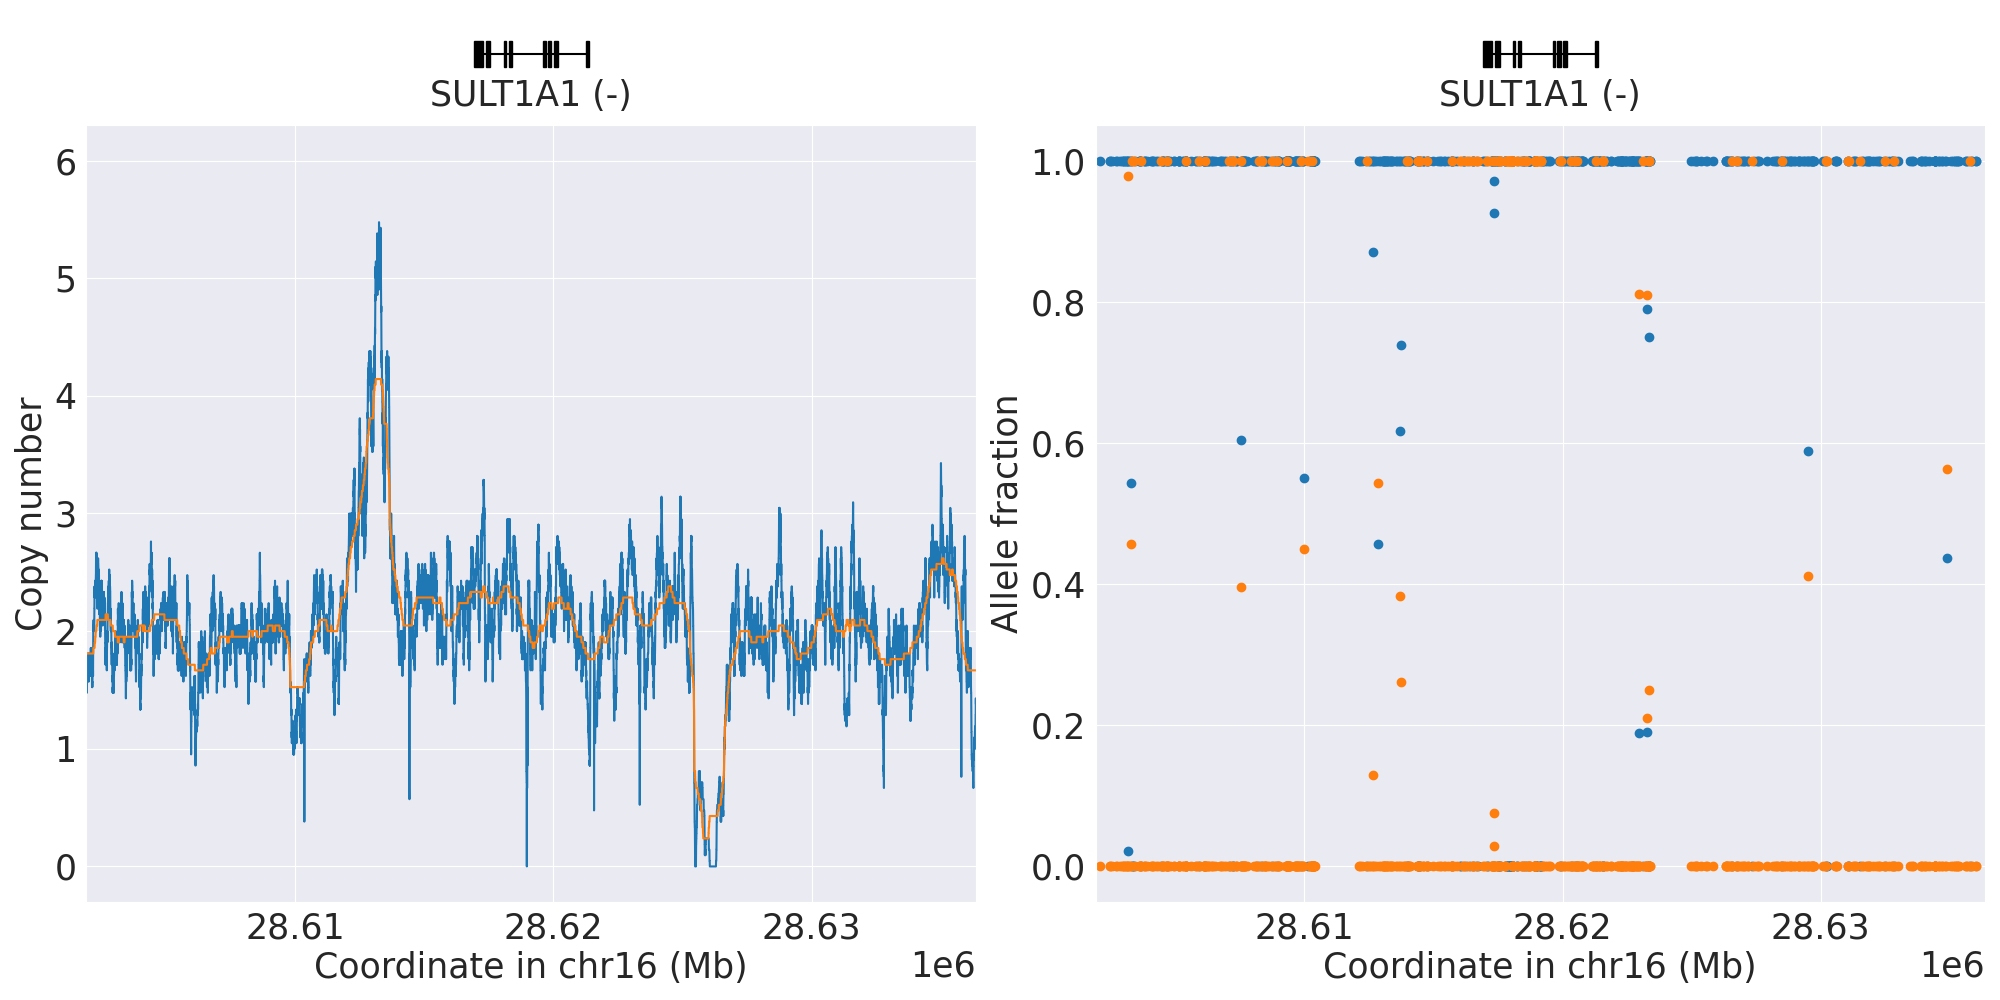 SULT1A1 (-)
Copy number
6
5
4
3
2
1
0
28.61
28.62
28.63
Coordinate in chr16 (Mb)
1e6
SULT1A1 (-)
Allele fraction
1.0
0.8
0.6
0.4
0.2
0.0
28.61
28.62
28.63
Coordinate in chr16 (Mb)
1e6